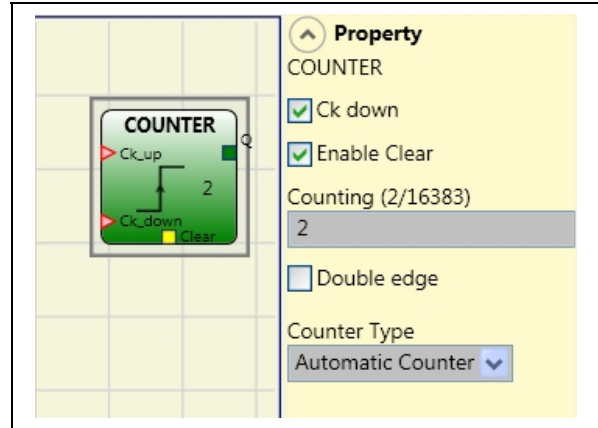 COUNTER
Q
Ck_up
2
Ck_down
Clear
Property
COUNTER
Ck down
Enable Clear
Counting (2/16383)
2
Double edge
Counter Type
Automatic Counter